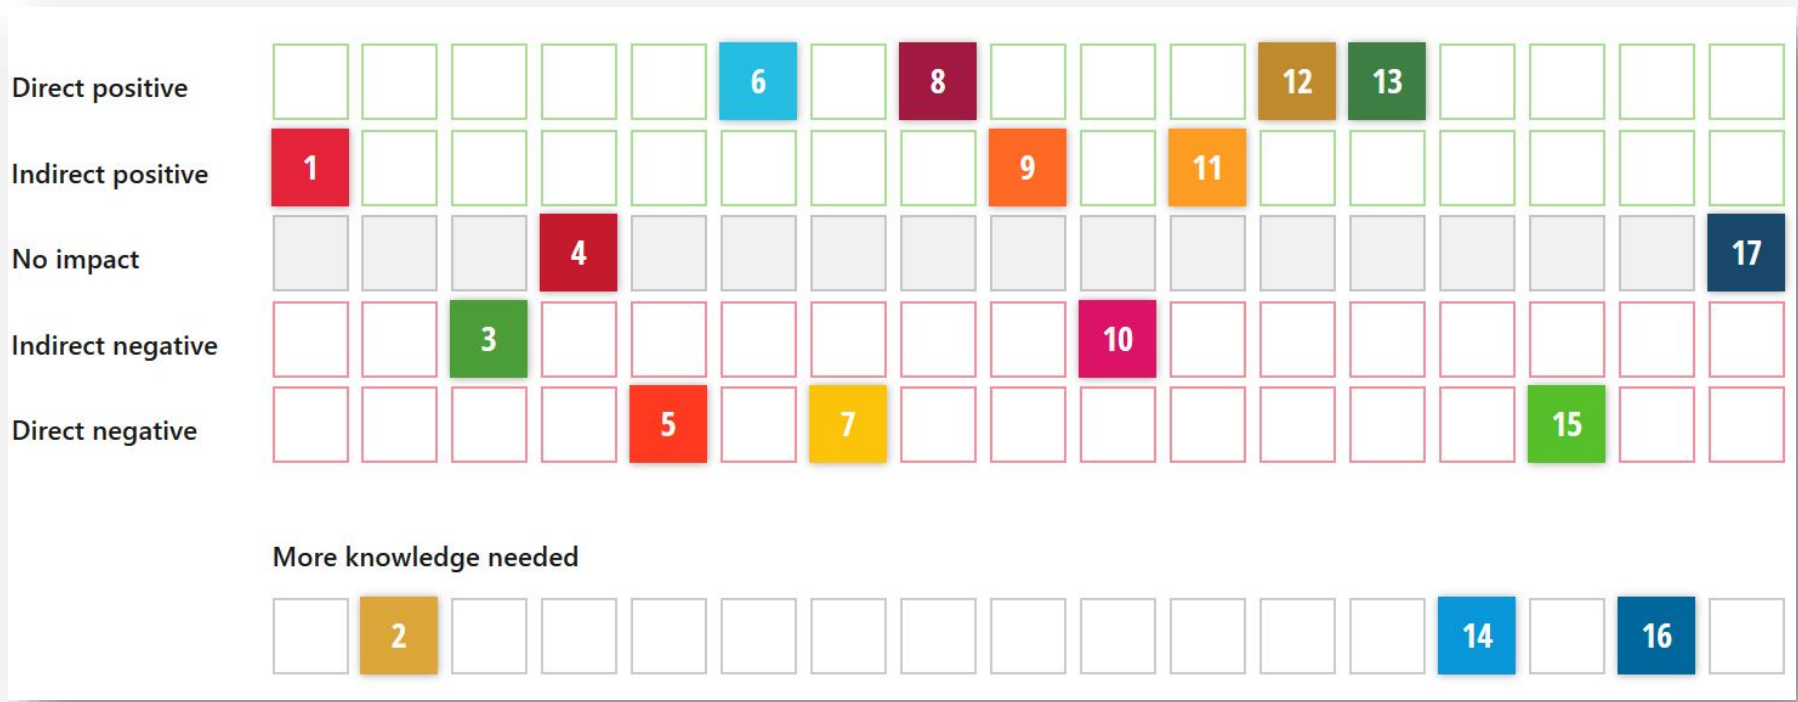 Direct positive 6 8 12 13
Indirect positive 1 9 11
No impact 4 17
Indirect negative 3 10
Direct negative 5 7 15
More knowledge needed
2 14 16